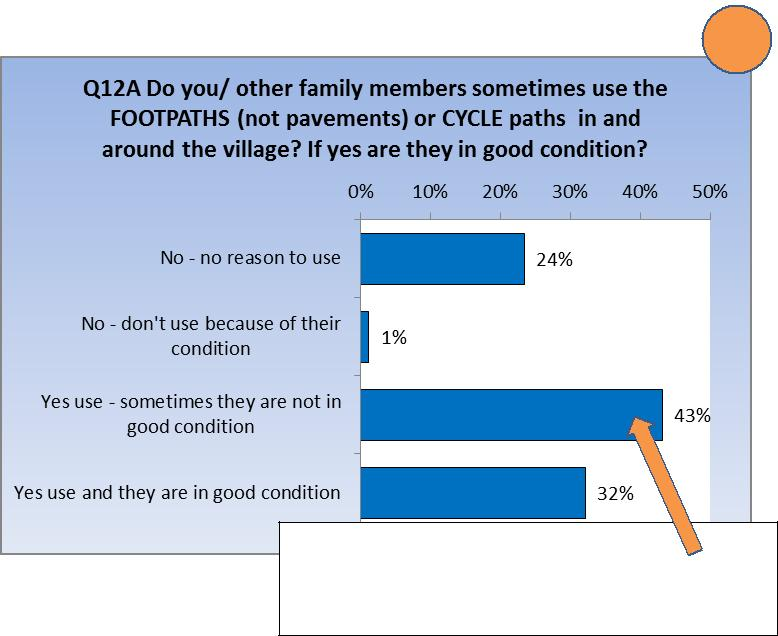 Q12A Do you/ other family members sometimes use the
FOOTPATHS (not pavements) or CYCLE paths in and
around the village? If yes are they in good condition?
0% 10% 20% 30% 40% 50%
No - no reason to use
24%
No - don't use because of their
condition
1%
Yes use - sometimes they are not in
good condition
43%
Yes use and they are in good condition
32%